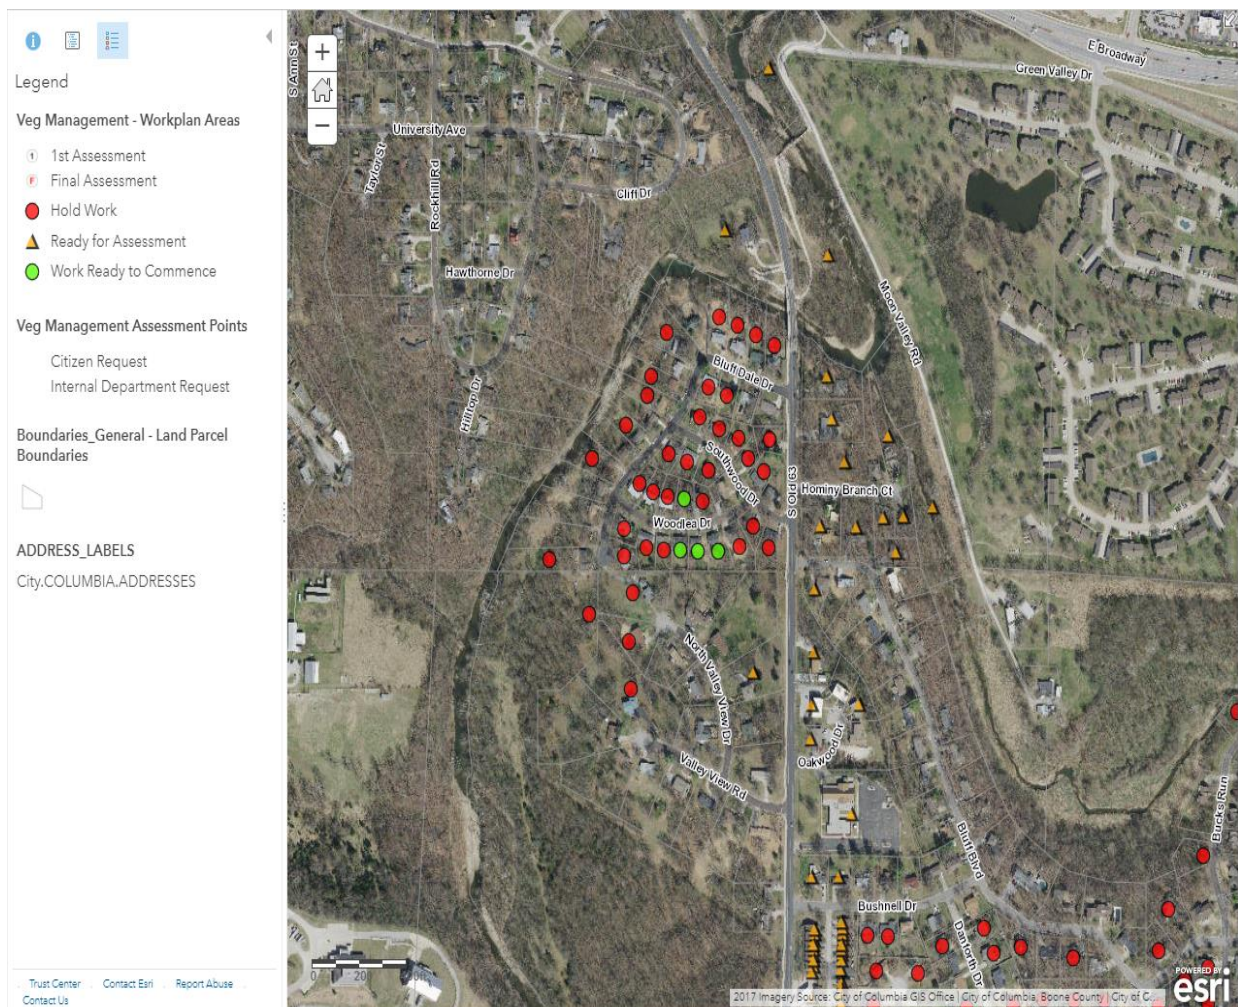 Legend
Veg Management - Workplan Areas
1 1st Assessment
F Final Assessment
Hold Work
Ready for Assessment
Work Ready to Commence
Veg Management Assessment Points
Citizen Request
Internal Department Request
Boundaries_General - Land Parcel
Boundaries
ADDRESS_LABELS
City.COLUMBIA.ADDRESSES
Trust Center
Contact Esri
Report Abuse
Contact Us
S Ann St
E Broadway
Green Valley Dr
University Ave
Taylor St
Rockhill Rd
Cliff Dr
Hawthorne Dr
Moon Valley Rd
Hilltop Dr
Bluff Dale Dr
Southwood Dr
S Old 63
Hominy Branch Ct
Woodlea Dr
North Valley View Dr
Oakwood Dr
Valley View Rd
Bluff Blvd
Bucks Run
Bushnell Dr
Danforth Dr
POWERED BY
esri
2017 Imagery Source: City of Columbia GIS Office | City of Columbia, Boone County | City of C...